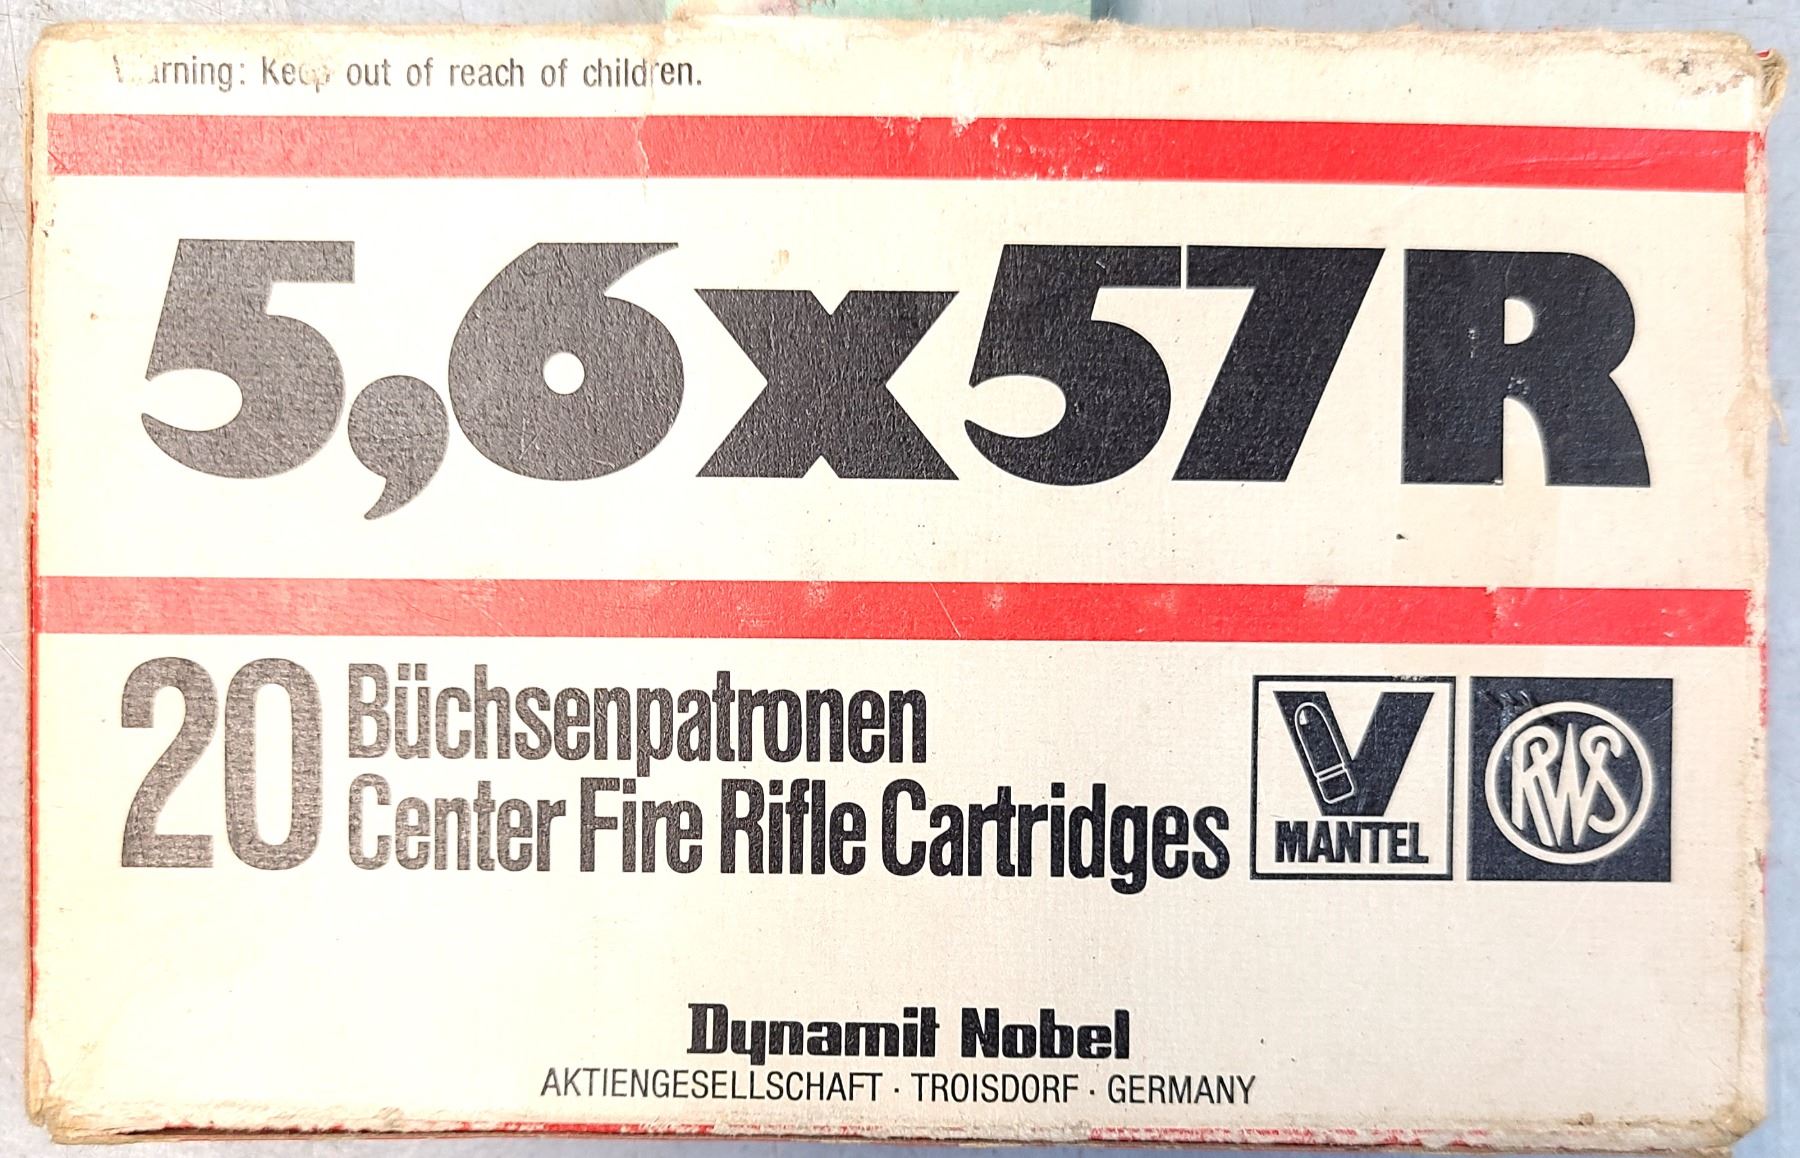 Warning: Keep out of reach of children.
5,6x57R
20 Büchsenpatronen
Center Fire Rifle Cartridges
V
MANTEL
RWS
Dynamit Nobel
AKTIENGESELLSCHAFT · TROISDORF · GERMANY